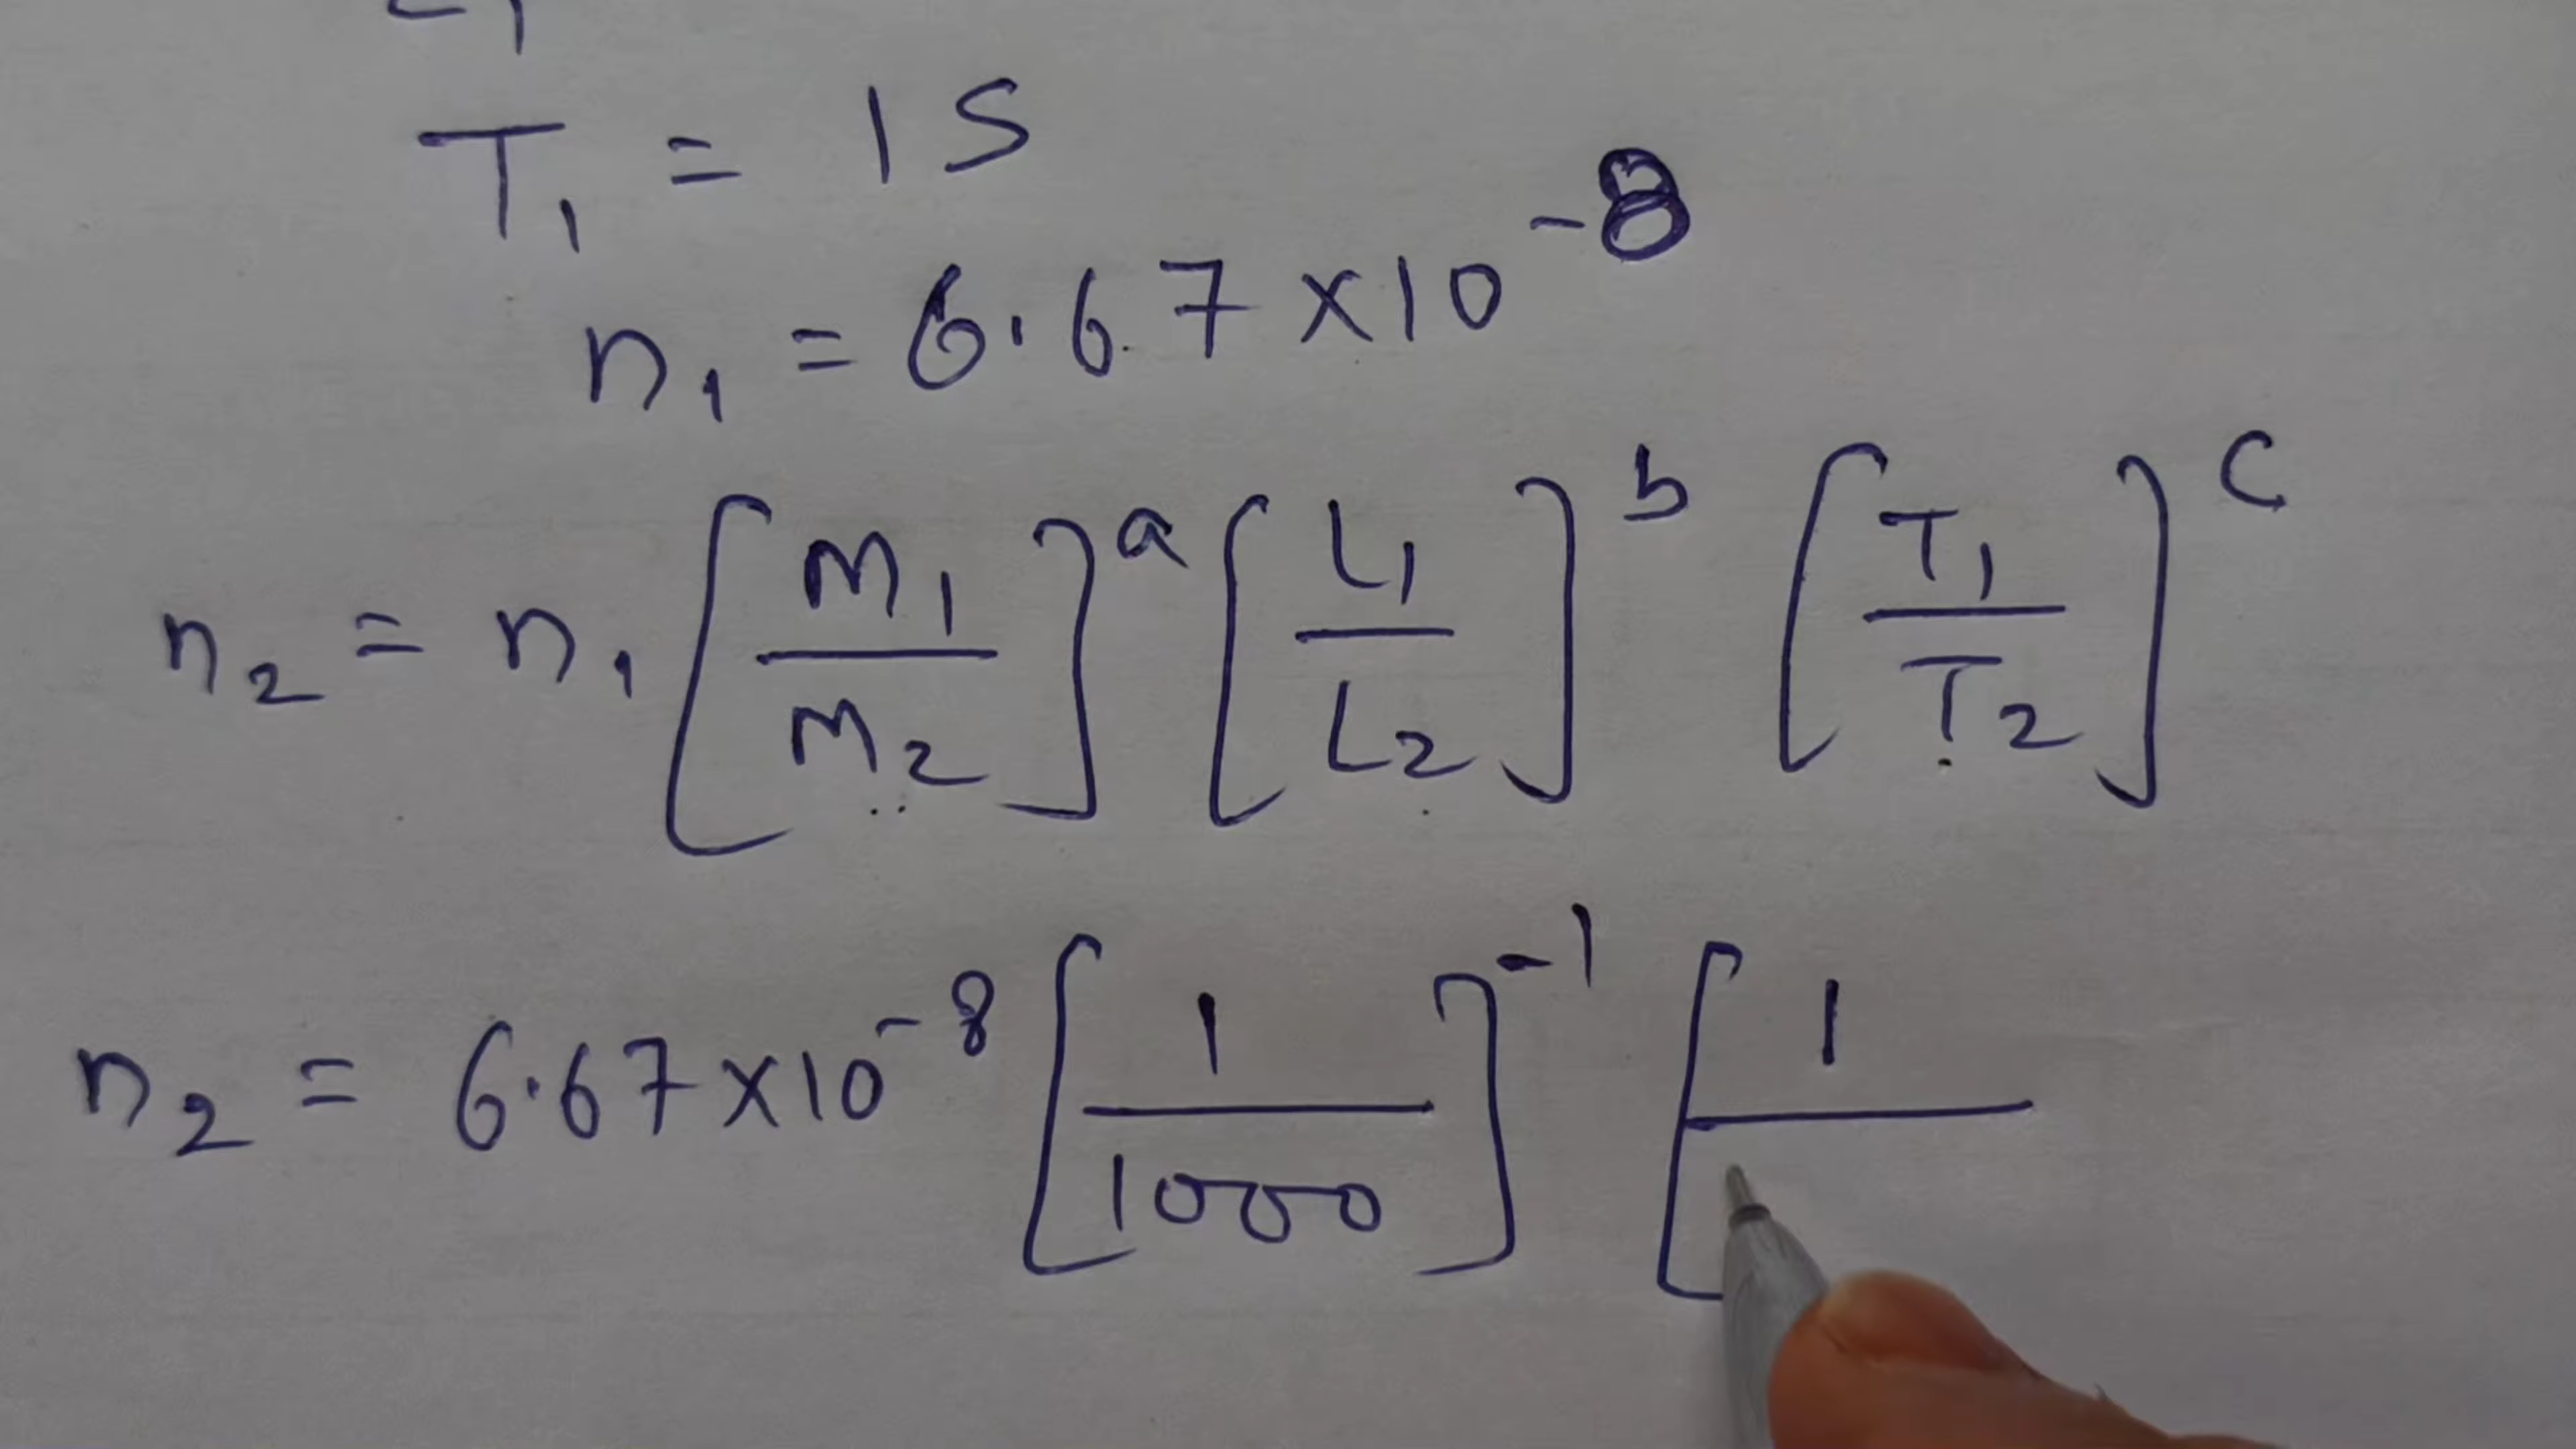 T₁ = 1 S
n₁ = 6.67 × 10⁻⁸
n₂ = n₁ [M₁/M₂]ᵃ [L₁/L₂]ᵇ [T₁/T₂]ᶜ
n₂ = 6.67 × 10⁻⁸ [1/1000]⁻¹ [1/